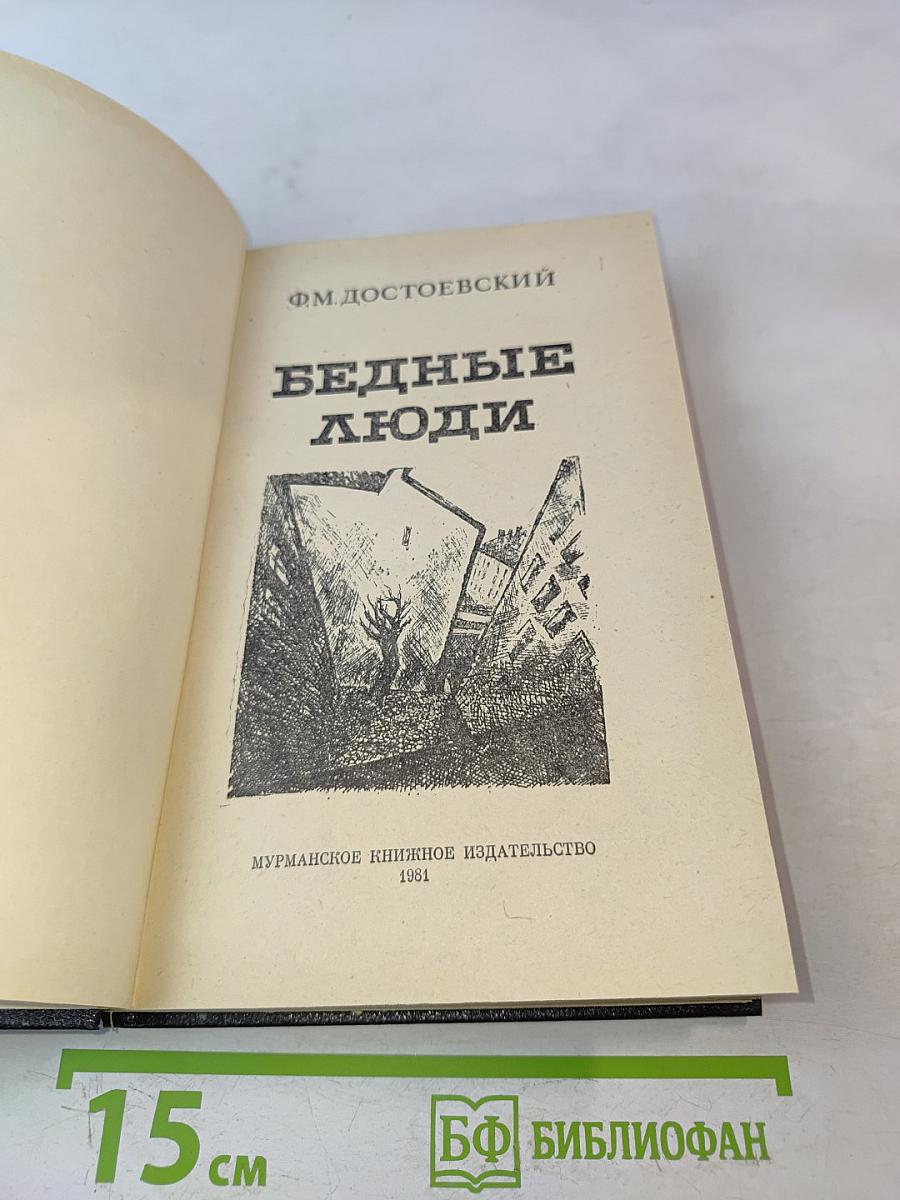 Ф.М.ДОСТОЕВСКИЙ
БЕДНЫЕ
ЛЮДИ
МУРМАНСКОЕ КНИЖНОЕ ИЗДАТЕЛЬСТВО
1981
15 см
БФ БИБЛИОФАН